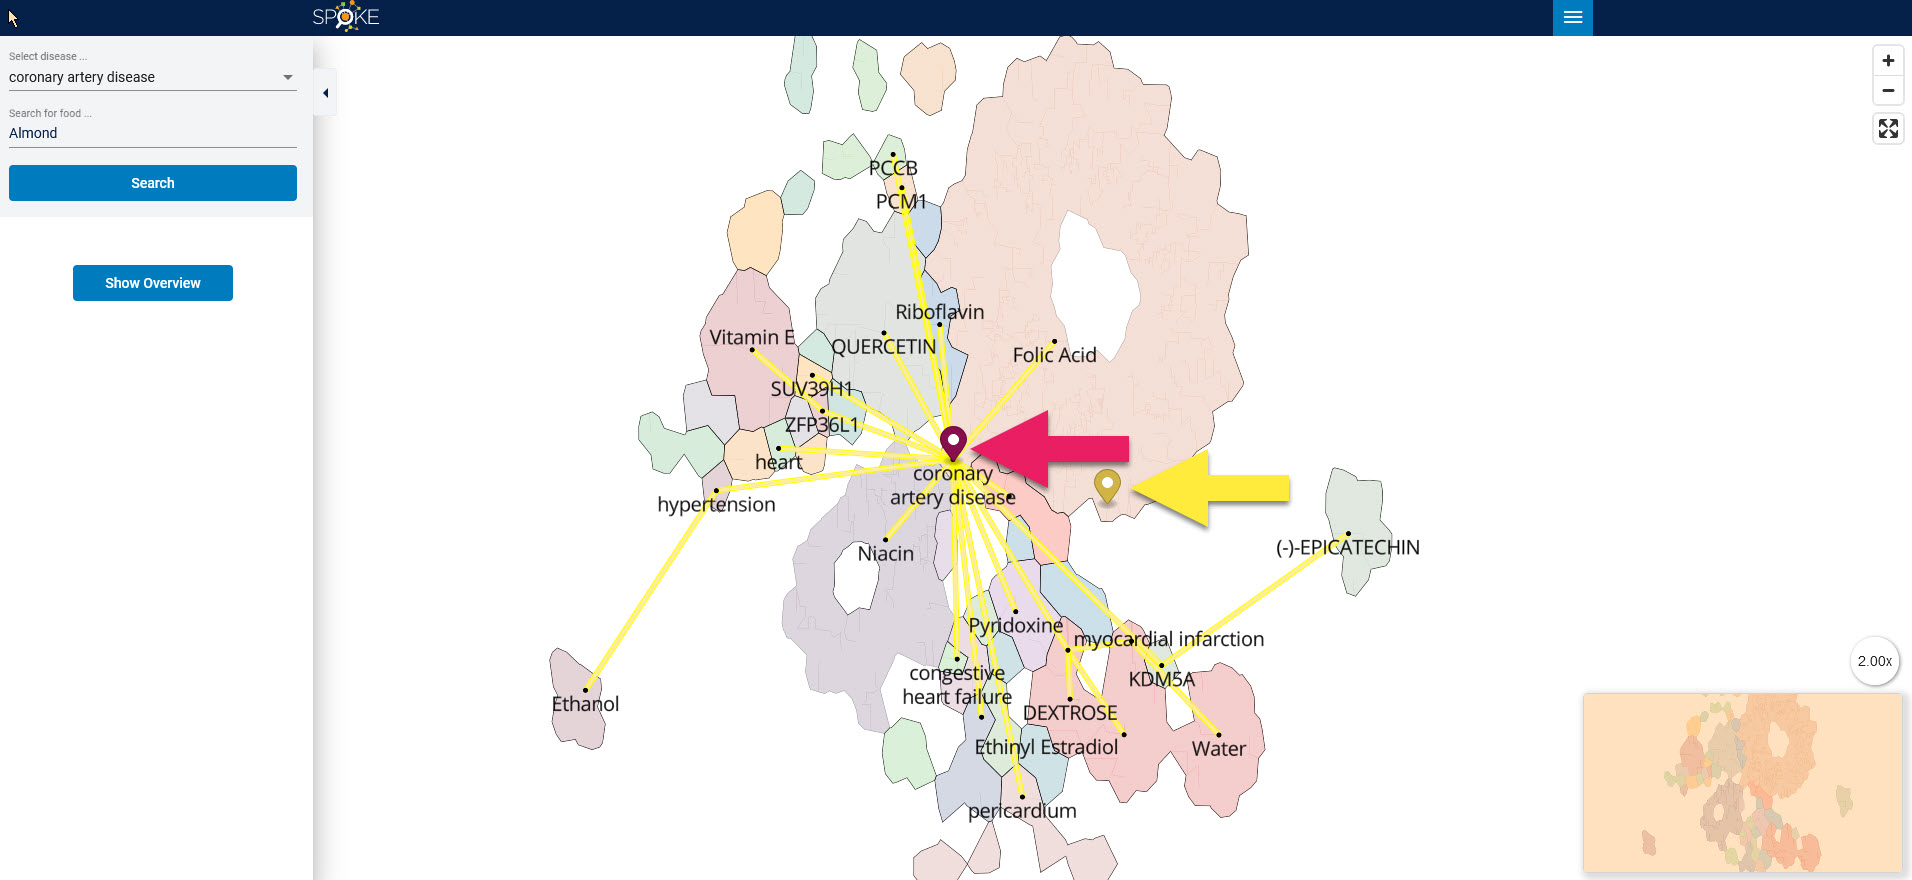 SPOKE
Select disease ...
coronary artery disease
Search for food ...
Almond
Search
Show Overview
PCCB
PCM1
Riboflavin
Vitamin E
QUERCETIN
Folic Acid
SUV39H1
ZFP36L1
heart
coronary
artery disease
hypertension
Niacin
(-)-EPICATECHIN
Pyridoxine
myocardial infarction
congestive
heart failure
KDM5A
Ethanol
DEXTROSE
Ethinyl Estradiol
Water
pericardium
2.00x